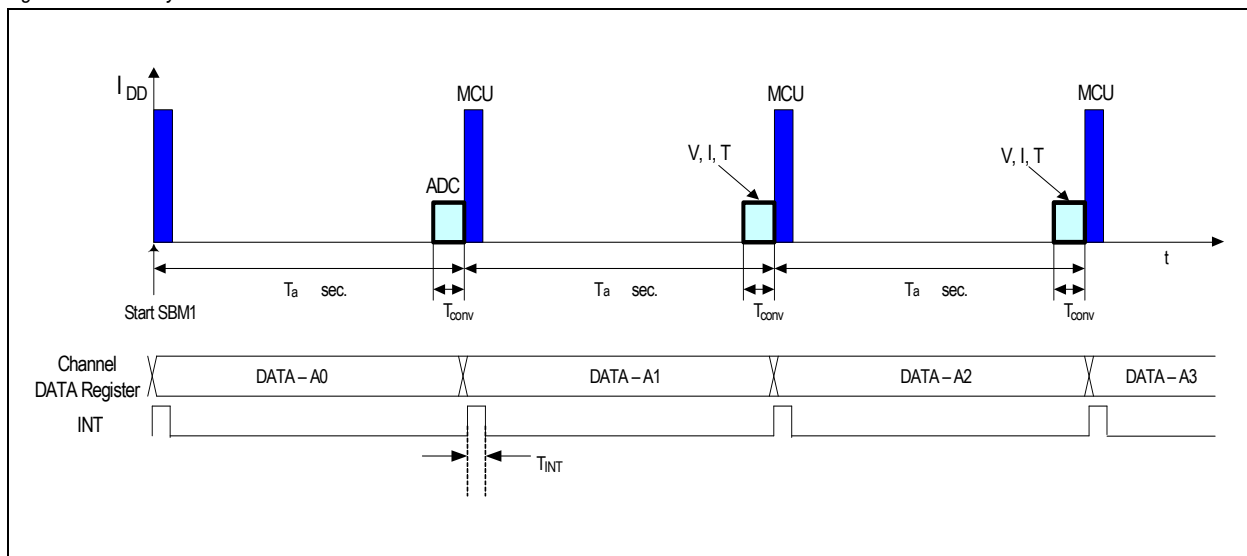 I DD
MCU
MCU
MCU
V, I, T
V, I, T
ADC
t
Ta sec.
Ta sec.
Ta sec.
Start SBM1
Tconv
Tconv
Tconv
Channel
DATA Register
DATA – A0
DATA – A1
DATA – A2
DATA – A3
INT
TINT